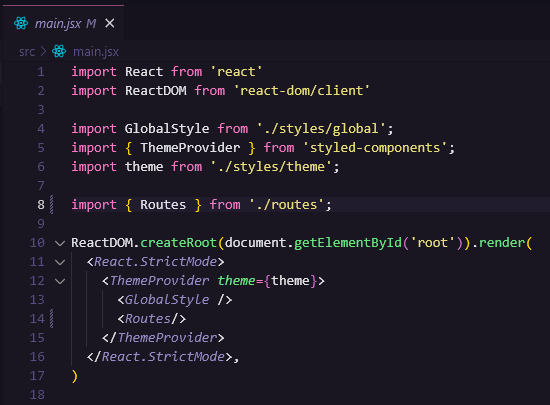 main.jsx M ×
src > main.jsx
1 import React from 'react'
2 import ReactDOM from 'react-dom/client'
3
4 import GlobalStyle from './styles/global';
5 import { ThemeProvider } from 'styled-components';
6 import theme from './styles/theme';
7
8 import { Routes } from './routes';
9
10 ReactDOM.createRoot(document.getElementById('root')).render(
11   <React.StrictMode>
12     <ThemeProvider theme={theme}>
13       <GlobalStyle />
14       <Routes/>
15     </ThemeProvider>
16   </React.StrictMode>,
17 )
18